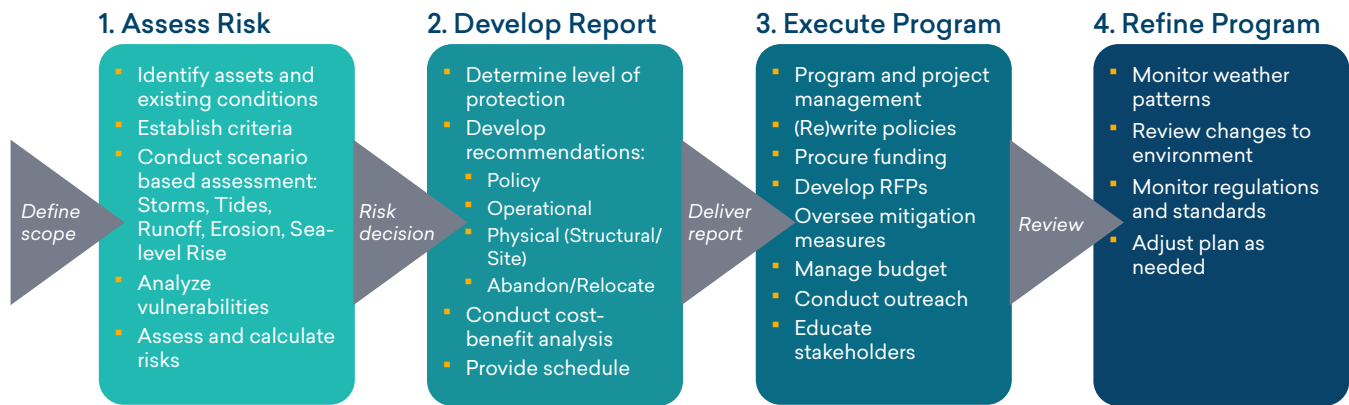 1. Assess Risk
Identify assets and
existing conditions
Establish criteria
Conduct scenario
based assessment:
Storms, Tides,
Runoff, Erosion, Sea-
level Rise
Analyze
vulnerabilities
Assess and calculate
risks
2. Develop Report
Determine level of
protection
Develop
recommendations:
Policy
Operational
Physical (Structural/
Site)
Abandon/Relocate
Conduct cost-
benefit analysis
Provide schedule
3. Execute Program
Program and project
management
(Re)write policies
Procure funding
Develop RFPs
Oversee mitigation
measures
Manage budget
Conduct outreach
Educate
stakeholders
4. Refine Program
Monitor weather
patterns
Review changes to
environment
Monitor regulations
and standards
Adjust plan as
needed
Define
scope
Risk
decision
Deliver
report
Review